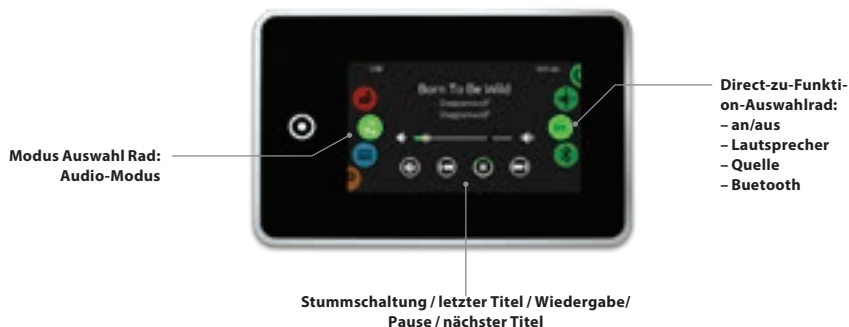 Born To Be Wild
Steppenwolf
Steppenwolf
Direct-zu-Funkti-
on-Auswahlrad:
– an/aus
– Lautsprecher
– Quelle
– Buetooth
Modus Auswahl Rad:
Audio-Modus
Stummschaltung / letzter Titel / Wiedergabe/
Pause / nächster Titel